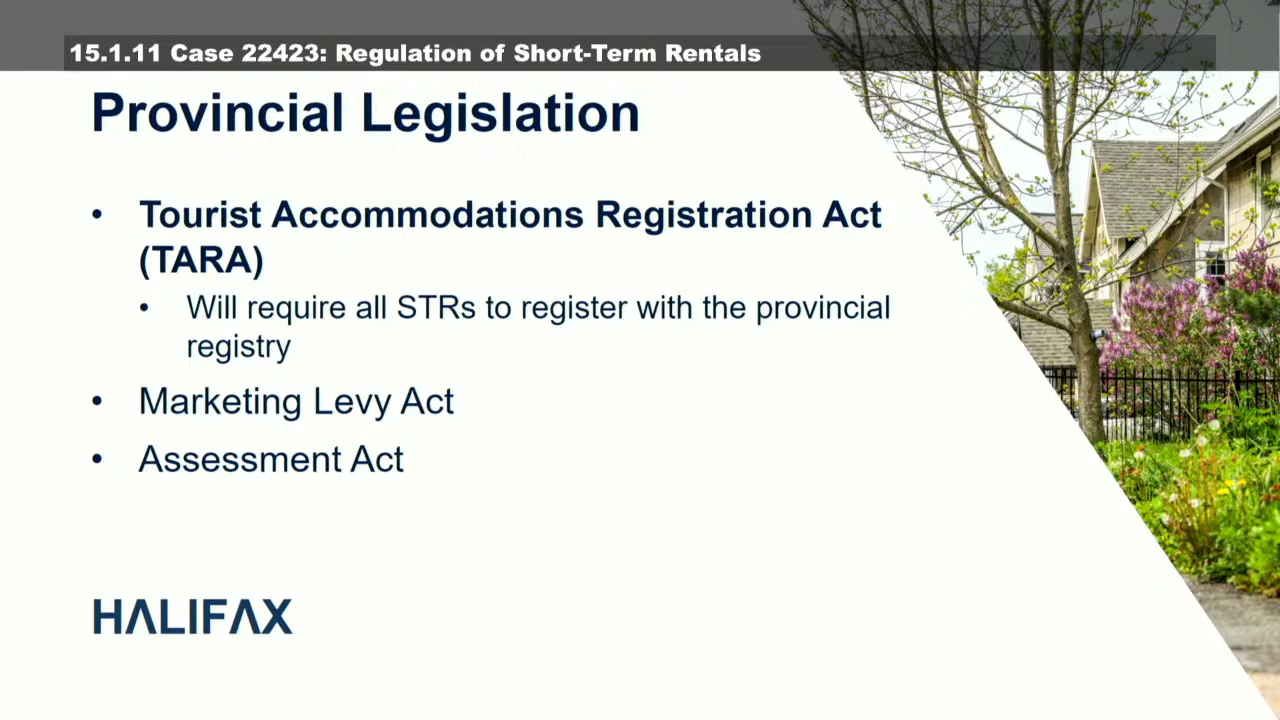 15.1.11 Case 22423: Regulation of Short-Term Rentals
Provincial Legislation
• Tourist Accommodations Registration Act
(TARA)
• Will require all STRs to register with the provincial
registry
• Marketing Levy Act
• Assessment Act
HALIFAX